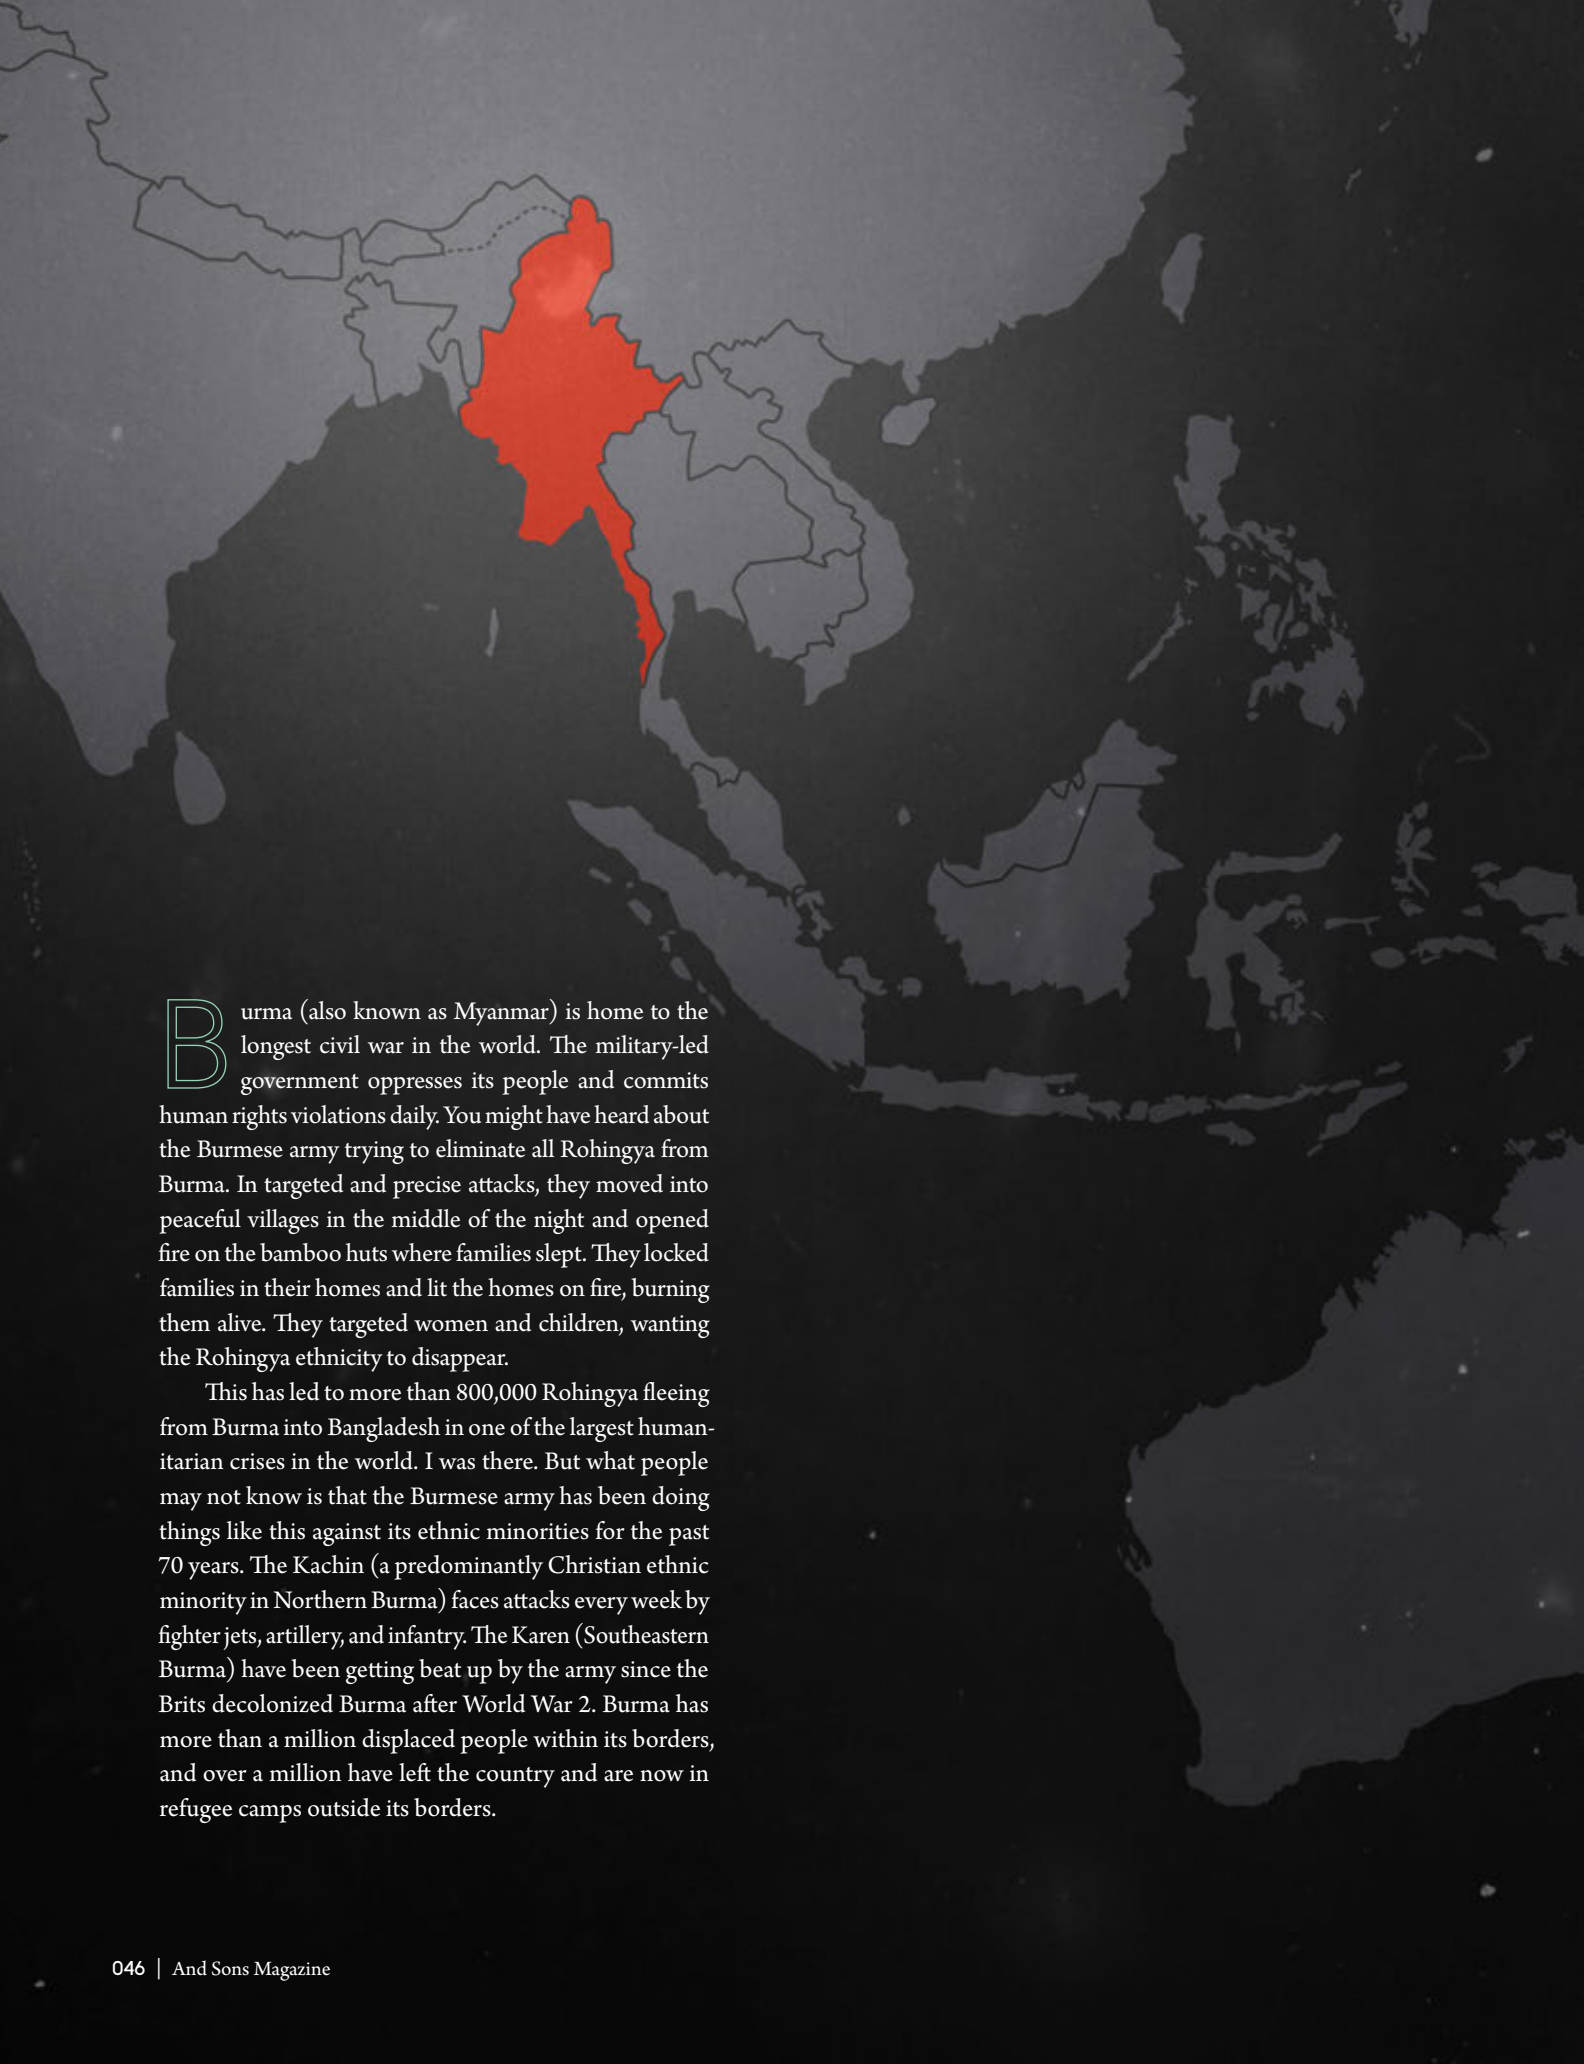 Burma (also known as Myanmar) is home to the
longest civil war in the world. The military-led
government oppresses its people and commits
human rights violations daily. You might have heard about
the Burmese army trying to eliminate all Rohingya from
Burma. In targeted and precise attacks, they moved into
peaceful villages in the middle of the night and opened
fire on the bamboo huts where families slept. They locked
families in their homes and lit the homes on fire, burning
them alive. They targeted women and children, wanting
the Rohingya ethnicity to disappear.
This has led to more than 800,000 Rohingya fleeing
from Burma into Bangladesh in one of the largest human-
itarian crises in the world. I was there. But what people
may not know is that the Burmese army has been doing
things like this against its ethnic minorities for the past
70 years. The Kachin (a predominantly Christian ethnic
minority in Northern Burma) faces attacks every week by
fighter jets, artillery, and infantry. The Karen (Southeastern
Burma) have been getting beat up by the army since the
Brits decolonized Burma after World War 2. Burma has
more than a million displaced people within its borders,
and over a million have left the country and are now in
refugee camps outside its borders.
046 | And Sons Magazine